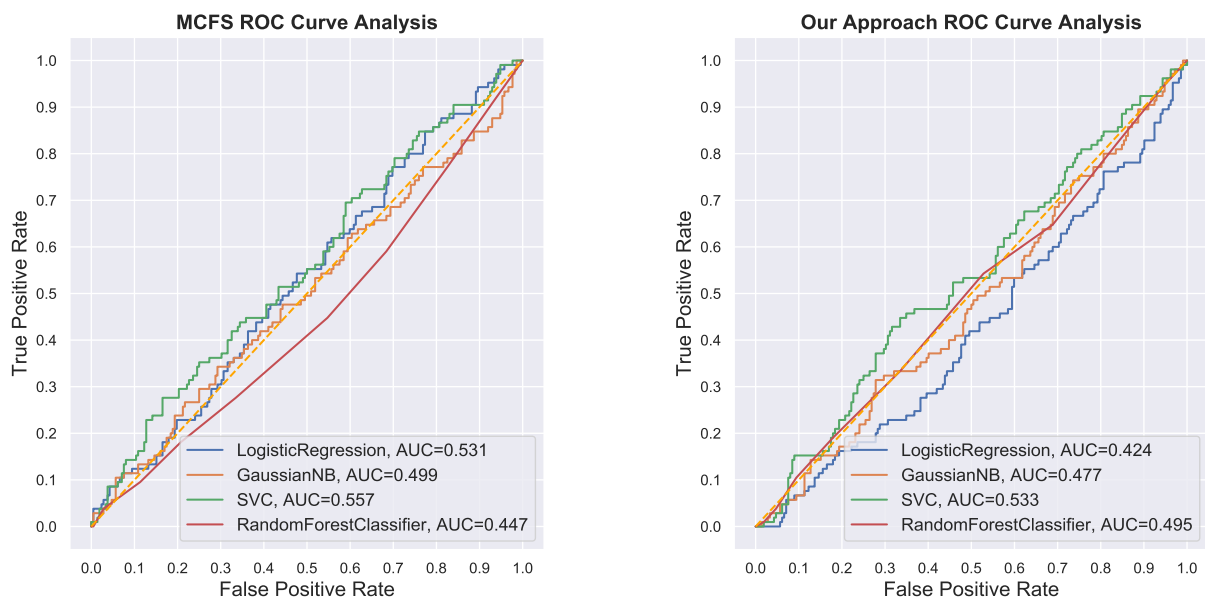 MCFS ROC Curve Analysis
True Positive Rate
1.0
0.9
0.8
0.7
0.6
0.5
0.4
0.3
0.2
0.1
0.0
LogisticRegression, AUC=0.531
GaussianNB, AUC=0.499
SVC, AUC=0.557
RandomForestClassifier, AUC=0.447
0.0 0.1 0.2 0.3 0.4 0.5 0.6 0.7 0.8 0.9 1.0
False Positive Rate
Our Approach ROC Curve Analysis
True Positive Rate
1.0
0.9
0.8
0.7
0.6
0.5
0.4
0.3
0.2
0.1
0.0
LogisticRegression, AUC=0.424
GaussianNB, AUC=0.477
SVC, AUC=0.533
RandomForestClassifier, AUC=0.495
0.0 0.1 0.2 0.3 0.4 0.5 0.6 0.7 0.8 0.9 1.0
False Positive Rate